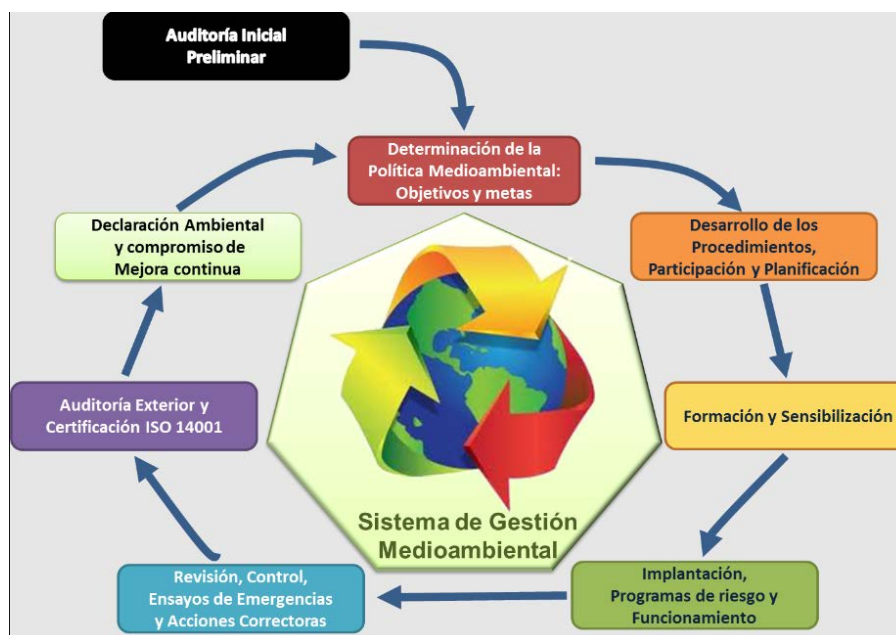 Auditoría Inicial
Preliminar
Determinación de la
Política Medioambiental:
Objetivos y metas
Desarrollo de los
Procedimientos,
Participación y Planificación
Formación y Sensibilización
Implantación,
Programas de riesgo y
Funcionamiento
Revisión, Control,
Ensayos de Emergencias
y Acciones Correctoras
Auditoría Exterior y
Certificación ISO 14001
Declaración Ambiental
y compromiso de
Mejora continua
Sistema de Gestión
Medioambiental